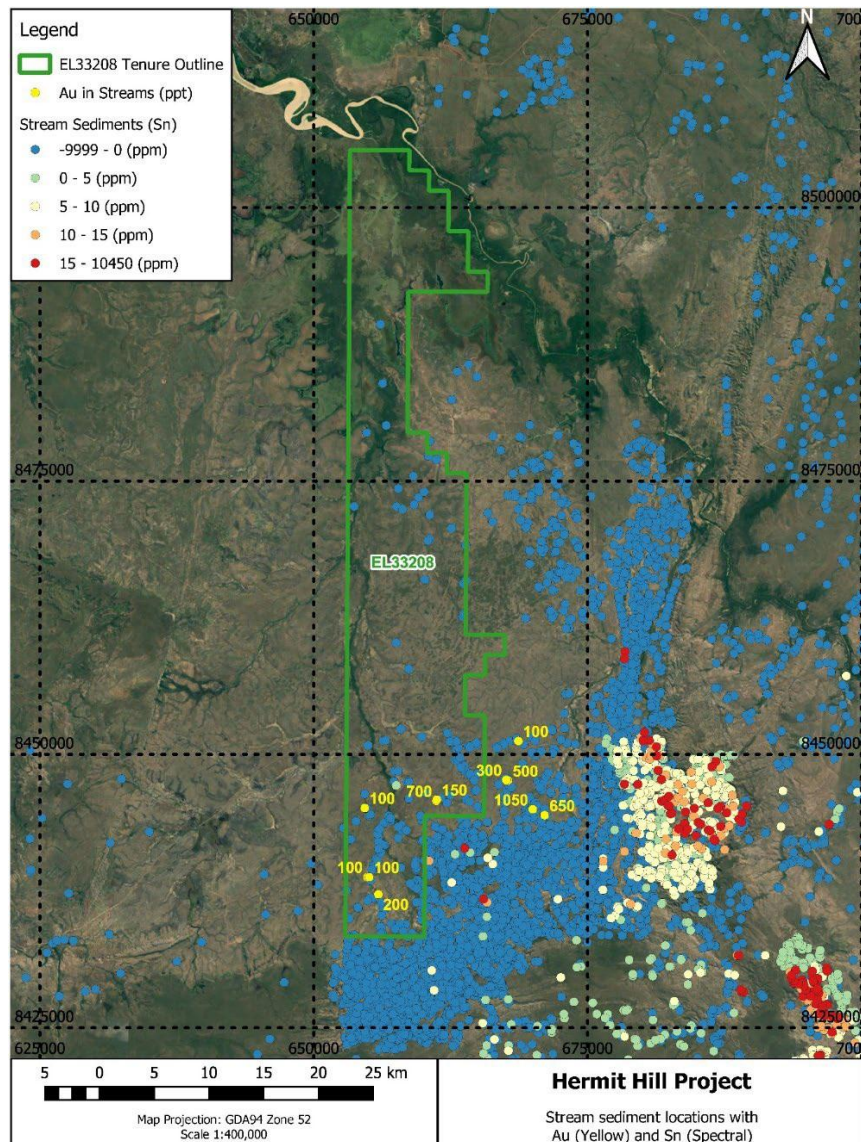 Legend
EL33208 Tenure Outline
Au in Streams (ppt)
Stream Sediments (Sn)
-9999 - 0 (ppm)
0 - 5 (ppm)
5 - 10 (ppm)
10 - 15 (ppm)
15 - 10450 (ppm)
650000
675000
700
N
8500000
8500000
8475000
8475000
EL33208
8450000
8450000
100
300
500
700
150
1050
650
100
100
100
200
8425000
8425000
625000
650000
675000
700
5 0 5 10 15 20 25 km
Map Projection: GDA94 Zone 52
Scale 1:400,000
Hermit Hill Project
Stream sediment locations with
Au (Yellow) and Sn (Spectral)